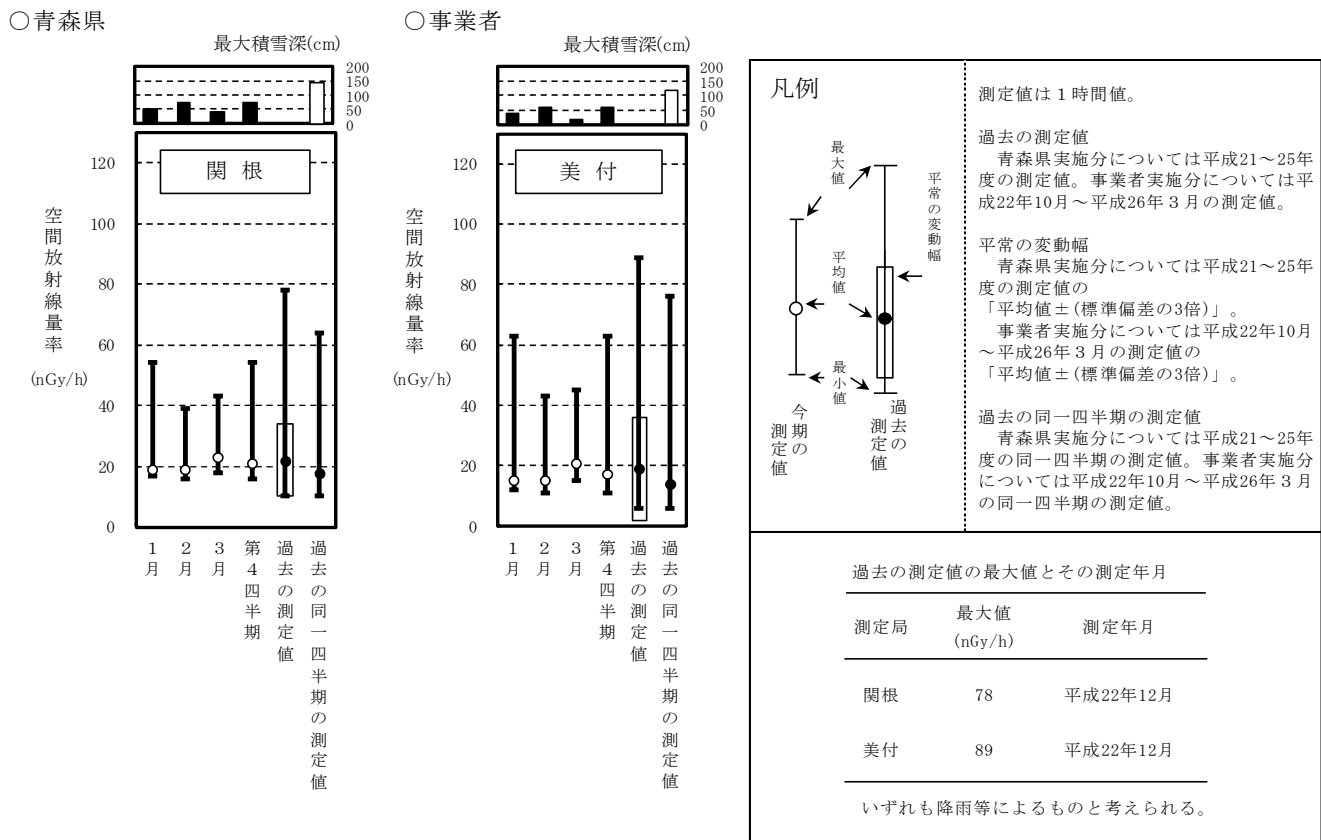 ○青森県
最大積雪深(cm)
200
150
100
50
0
関根
空間放射線量率
(nGy/h)
120
100
80
60
40
20
0
1月
2月
3月
第4四半期
過去の測定値
過去の同一四半期の測定値
○事業者
最大積雪深(cm)
200
150
100
50
0
美付
空間放射線量率
(nGy/h)
120
100
80
60
40
20
0
1月
2月
3月
第4四半期
過去の測定値
過去の同一四半期の測定値
凡例
最大値
平常の変動幅
平均値
最小値
今期の測定値
過去の測定値
測定値は1時間値。
過去の測定値
青森県実施分については平成21～25年
度の測定値。事業者実施分については平
成22年10月～平成26年3月の測定値。
平常の変動幅
青森県実施分については平成21～25年
度の測定値の
「平均値±(標準偏差の3倍)」。
事業者実施分については平成22年10月
～平成26年3月の測定値の
「平均値±(標準偏差の3倍)」。
過去の同一四半期の測定値
青森県実施分については平成21～25年
度の同一四半期の測定値。事業者実施分
については平成22年10月～平成26年3月
の同一四半期の測定値。
過去の測定値の最大値とその測定年月
測定局 最大値 測定年月
(nGy/h)
関根 78 平成22年12月
美付 89 平成22年12月
いずれも降雨等によるものと考えられる。